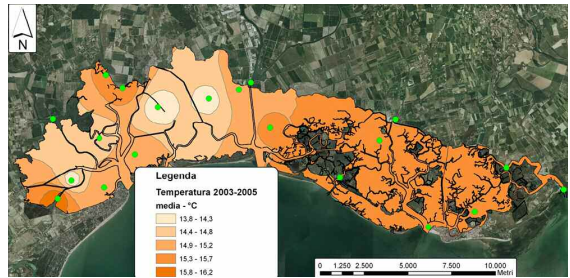 N
Legenda
Temperatura 2003-2005
media - °C
13,8 - 14,3
14,4 - 14,8
14,9 - 15,2
15,3 - 15,7
15,8 - 16,2
0 1.250 2.500 5.000 7.500 10.000
Metri